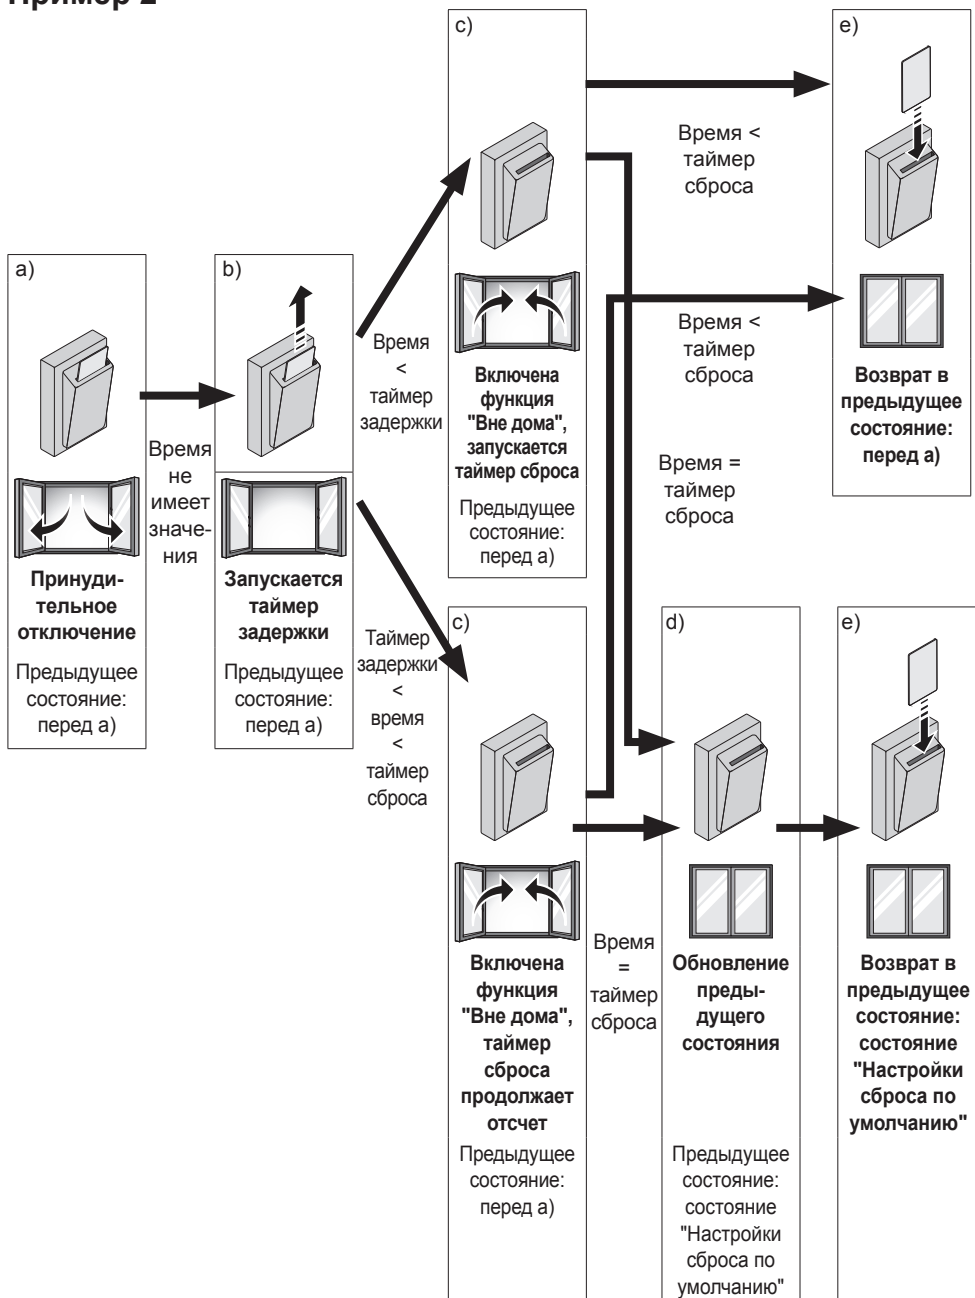 Пример 2
a)
Принуди-
тельное
отключение
Предыдущее
состояние:
перед a)
Время
не
имеет
значе-
ния
b)
Запускается
таймер
задержки
Предыдущее
состояние:
перед a)
Время
<
таймер
задержки
Таймер
задержки
<
время
<
таймер
сброса
c)
Включена
функция
"Вне дома",
запускается
таймер сброса
Предыдущее
состояние:
перед a)
Время <
таймер
сброса
Время <
таймер
сброса
Время =
таймер
сброса
e)
Возврат в
предыдущее
состояние:
перед a)
c)
Включена
функция
"Вне дома",
таймер
сброса
продолжает
отсчет
Предыдущее
состояние:
перед a)
Время
=
таймер
сброса
d)
Обновление
преды-
дущего
состояния
Предыдущее
состояние:
состояние
"Настройки
сброса по
умолчанию"
e)
Возврат в
предыдущее
состояние:
состояние
"Настройки
сброса по
умолчанию"